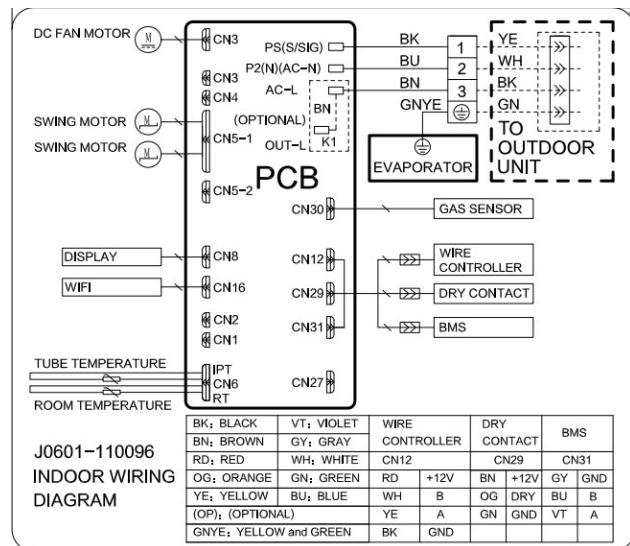 DC FAN MOTOR
M
CN3
PS(S/SIG)
BK
1
YE
P2(N)(AC-N)
BU
2
WH
CN3
AC-L
BN
3
BK
CN4
BN
GNYE
GN
SWING MOTOR
M
(OPTIONAL)
TO
OUTDOOR
UNIT
CN5-1
K1
SWING MOTOR
M
OUT-L
EVAPORATOR
PCB
CN5-2
CN30
GAS SENSOR
DISPLAY
CN8
CN12
WIRE
CONTROLLER
WIFI
CN16
CN29
DRY CONTACT
CN2
CN31
BMS
CN1
TUBE TEMPERATURE
IPT
CN6
CN27
RT
ROOM TEMPERATURE
J0601-110096
INDOOR WIRING
DIAGRAM
BK: BLACK VT: VIOLET WIRE CONTROLLER DRY CONTACT BMS
BN: BROWN GY: GRAY
RD: RED WH: WHITE CN12 CN29 CN31
OG: ORANGE GN: GREEN RD +12V BN +12V GY GND
YE: YELLOW BU: BLUE WH B OG DRY BU B
(OP): (OPTIONAL) YE A GN GND VT A
GNYE: YELLOW and GREEN BK GND